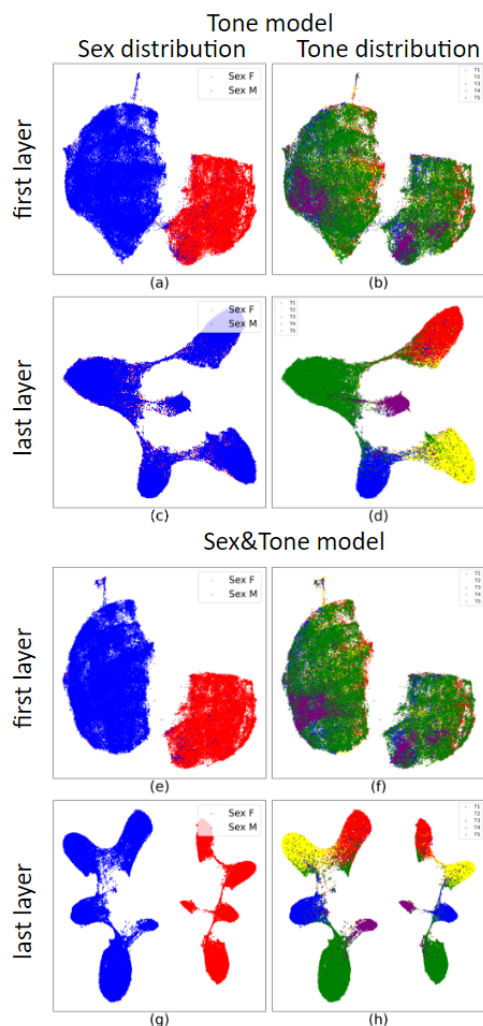 Tone model
Sex distribution Tone distribution
first layer
Sex F
Sex M
T1
T2
T3
T4
T5
(a) (b)
last layer
Sex F
Sex M
T1
T2
T3
T4
T5
(c) (d)
Sex&Tone model
first layer
Sex F
Sex M
T1
T2
T3
T4
T5
(e) (f)
last layer
Sex F
Sex M
T1
T2
T3
T4
T5
(g) (h)